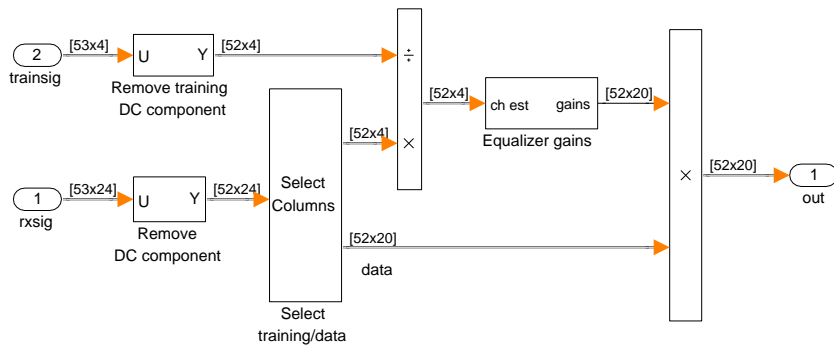 [53x4]
2
trainsig
U
Y
[52x4]
Remove training
DC component
÷
×
[52x4]
[52x4]
ch est
gains
Equalizer gains
[52x20]
×
[52x20]
1
out
[53x24]
1
rxsig
U
Y
[52x24]
Remove
DC component
Select
Columns
[52x20]
data
Select
training/data